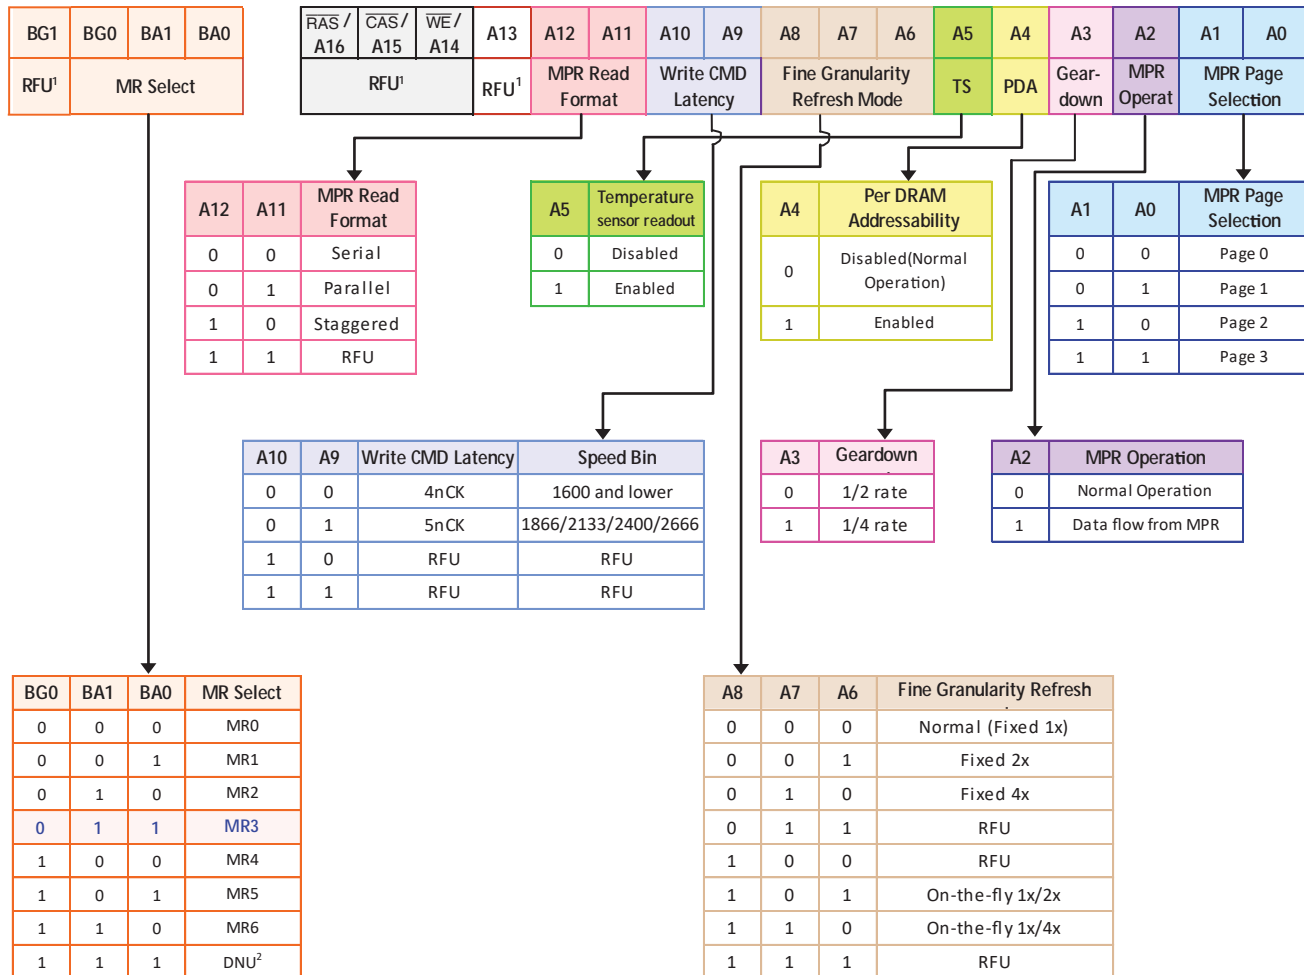 BG1 BG0 BA1 BA0 RAS / A16 CAS / A15 WE / A14 A13 A12 A11 A10 A9 A8 A7 A6 A5 A4 A3 A2 A1 A0
RFU¹ MR Select RFU¹ RFU¹ MPR Read Format Write CMD Latency Fine Granularity Refresh Mode TS PDA Gear-down MPR Operat MPR Page Selection
A12 A11 MPR Read Format
0 0 Serial
0 1 Parallel
1 0 Staggered
1 1 RFU
A5 Temperature sensor readout
0 Disabled
1 Enabled
A4 Per DRAM Addressability
0 Disabled(Normal Operation)
1 Enabled
A1 A0 MPR Page Selection
0 0 Page 0
0 1 Page 1
1 0 Page 2
1 1 Page 3
A10 A9 Write CMD Latency Speed Bin
0 0 4nCK 1600 and lower
0 1 5nCK 1866/2133/2400/2666
1 0 RFU RFU
1 1 RFU RFU
A3 Geardown
0 1/2 rate
1 1/4 rate
A2 MPR Operation
0 Normal Operation
1 Data flow from MPR
BG0 BA1 BA0 MR Select
0 0 0 MR0
0 0 1 MR1
0 1 0 MR2
0 1 1 MR3
1 0 0 MR4
1 0 1 MR5
1 1 0 MR6
1 1 1 DNU²
A8 A7 A6 Fine Granularity Refresh
0 0 0 Normal (Fixed 1x)
0 0 1 Fixed 2x
0 1 0 Fixed 4x
0 1 1 RFU
1 0 0 RFU
1 0 1 On-the-fly 1x/2x
1 1 0 On-the-fly 1x/4x
1 1 1 RFU